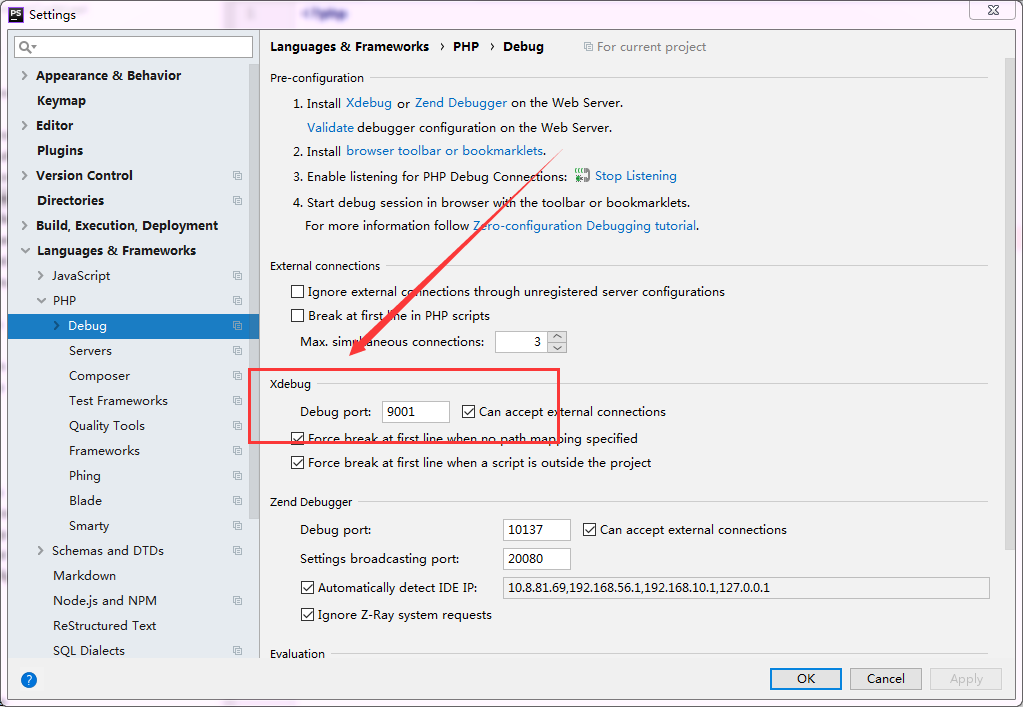 PS Settings
Appearance & Behavior
Keymap
Editor
Plugins
Version Control
Directories
Build, Execution, Deployment
Languages & Frameworks
JavaScript
PHP
Debug
Servers
Composer
Test Frameworks
Quality Tools
Frameworks
Phing
Blade
Smarty
Schemas and DTDs
Markdown
Node.js and NPM
ReStructured Text
SQL Dialects
?
Languages & Frameworks › PHP › Debug For current project
Pre-configuration
1. Install Xdebug or Zend Debugger on the Web Server.
Validate debugger configuration on the Web Server.
2. Install browser toolbar or bookmarklets.
3. Enable listening for PHP Debug Connections: Stop Listening
4. Start debug session in browser with the toolbar or bookmarklets.
For more information follow Zero-configuration Debugging tutorial.
External connections
Ignore external connections through unregistered server configurations
Break at first line in PHP scripts
Max. simultaneous connections: 3
Xdebug
Debug port: 9001 Can accept external connections
Force break at first line when no path mapping specified
Force break at first line when a script is outside the project
Zend Debugger
Debug port: 10137 Can accept external connections
Settings broadcasting port: 20080
Automatically detect IDE IP: 10.8.81.69,192.168.56.1,192.168.10.1,127.0.0.1
Ignore Z-Ray system requests
Evaluation
OK Cancel Apply